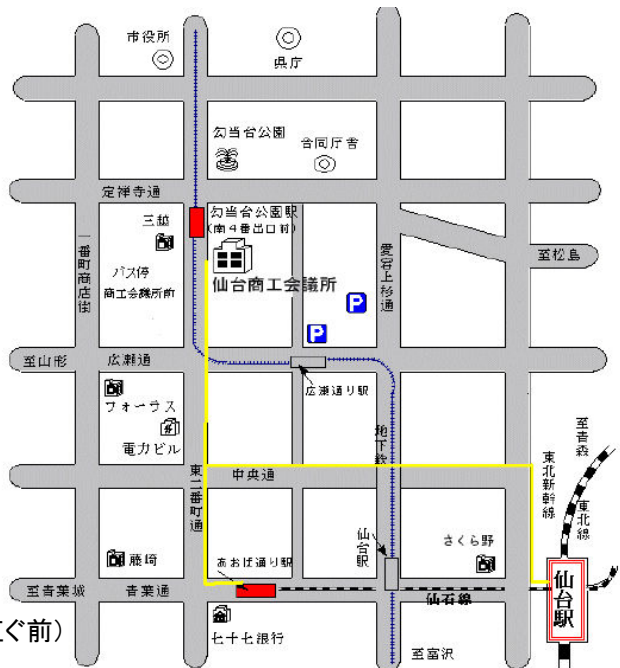 市役所
県庁
勾当台公園
合同庁舎
定禅寺通
三越
勾当台公園駅
(南4番出口前)
一番町商店街
バス停
商工会議所前
仙台商工会議所
愛宕上杉通
至松島
P
P
至山形
広瀬通
広瀬通り駅
フォーラス
電力ビル
地下鉄
東二番町通
中央通
東北新幹線
至青森
東北線
藤崎
あおば通り駅
仙台駅
さくら野
至青葉城
青葉通
仙石線
仙台駅
ぐ前)
七十七銀行
至富沢